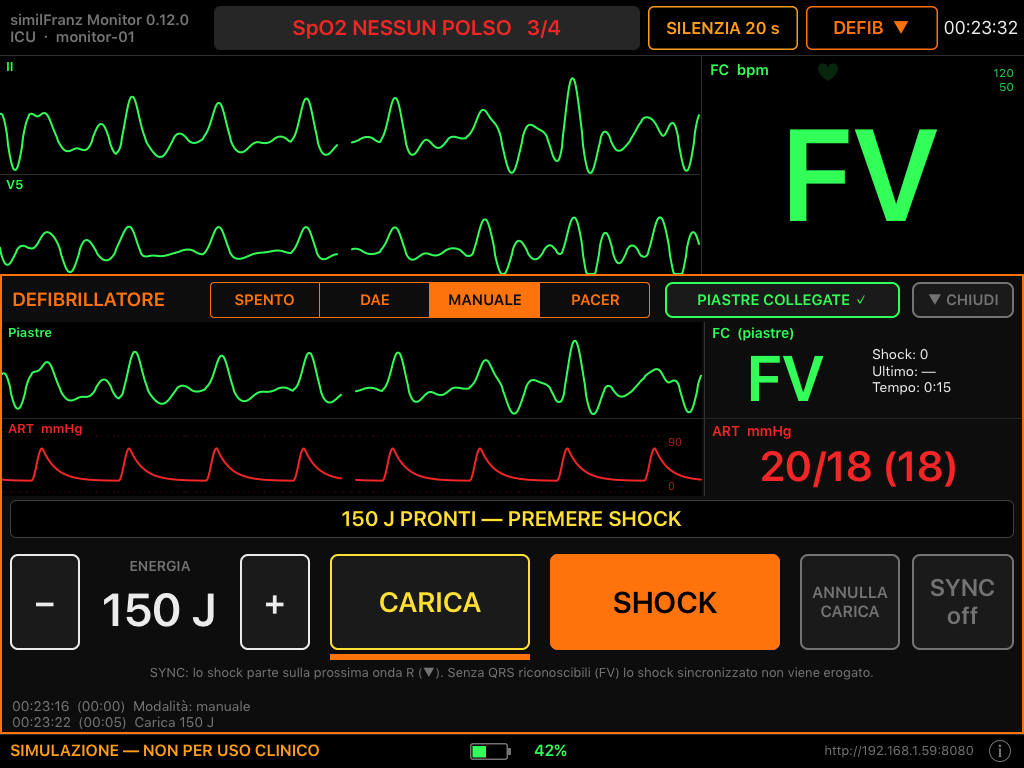 similFranz Monitor 0.12.0
ICU · monitor-01
SpO2 NESSUN POLSO 3/4
SILENZIA 20 s
DEFIB ▼
00:23:32
II
FC bpm
120
50
FV
V5
DEFIBRILLATORE
SPENTO
DAE
MANUALE
PACER
PIASTRE COLLEGATE ✓
▼ CHIUDI
Piastre
FC (piastre)
FV
Shock: 0
Ultimo: —
Tempo: 0:15
ART mmHg
90
0
ART mmHg
20/18 (18)
150 J PRONTI — PREMERE SHOCK
−
ENERGIA
150 J
+
CARICA
SHOCK
ANNULLA
CARICA
SYNC
off
SYNC: lo shock parte sulla prossima onda R (▼). Senza QRS riconoscibili (FV) lo shock sincronizzato non viene erogato.
00:23:16 (00:00) Modalità: manuale
00:23:22 (00:05) Carica 150 J
SIMULAZIONE — NON PER USO CLINICO
42%
http://192.168.1.59:8080
i